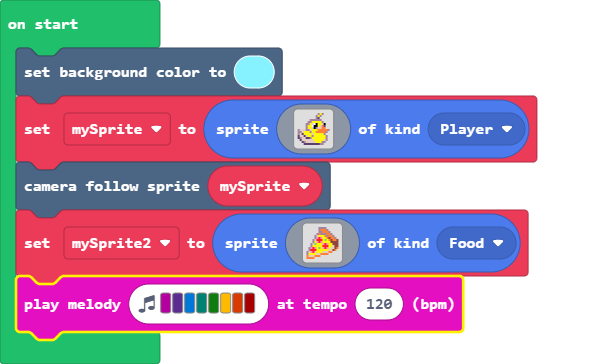 on start
set background color to
set mySprite to sprite of kind Player
camera follow sprite mySprite
set mySprite2 to sprite of kind Food
play melody at tempo 120 (bpm)